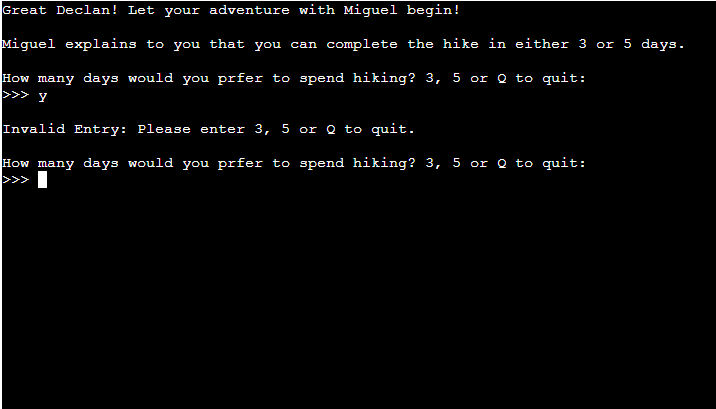 Great Declan! Let your adventure with Miguel begin!
Miguel explains to you that you can complete the hike in either 3 or 5 days.
How many days would you prfer to spend hiking? 3, 5 or Q to quit:
>>> y
Invalid Entry: Please enter 3, 5 or Q to quit.
How many days would you prfer to spend hiking? 3, 5 or Q to quit:
>>>